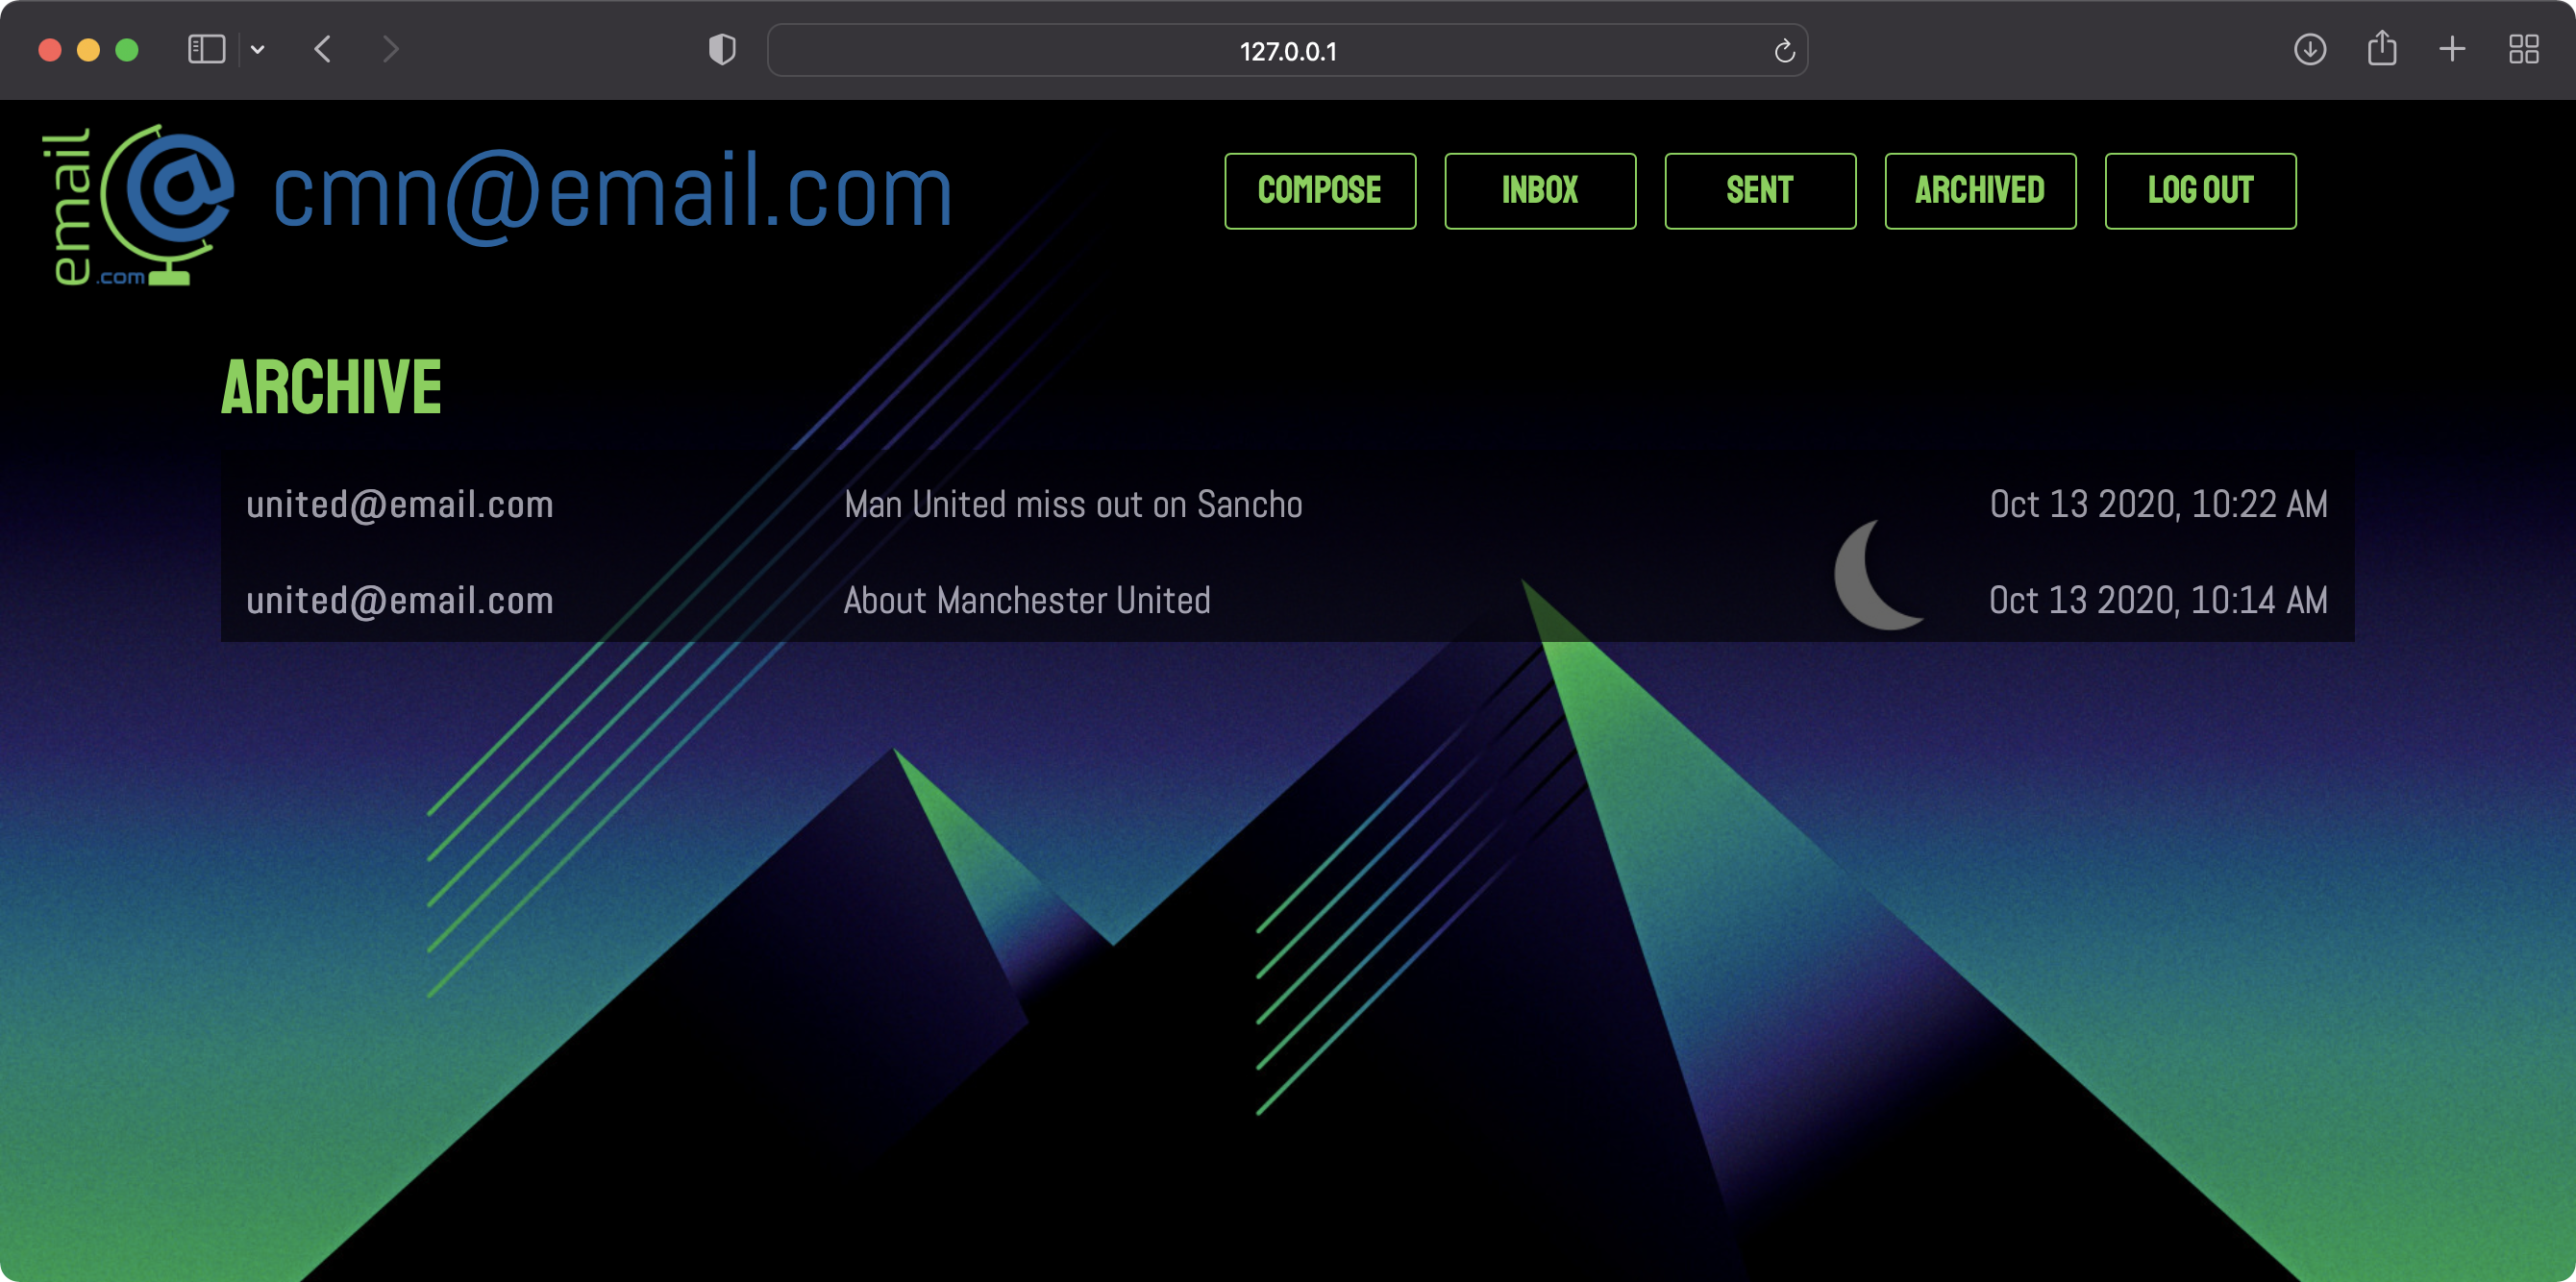 127.0.0.1
email
.com
cmn@email.com
COMPOSE
INBOX
SENT
ARCHIVED
LOG OUT
ARCHIVE
united@email.com Man United miss out on Sancho Oct 13 2020, 10:22 AM
united@email.com About Manchester United Oct 13 2020, 10:14 AM